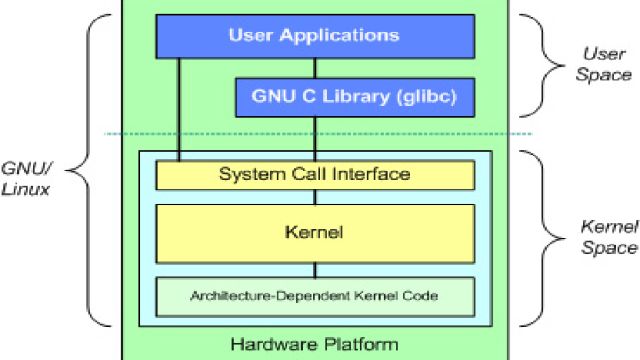 User Applications
User
Space
GNU C Library (glibc)
GNU/
Linux
System Call Interface
Kernel
Kernel
Space
Architecture-Dependent Kernel Code
Hardware Platform